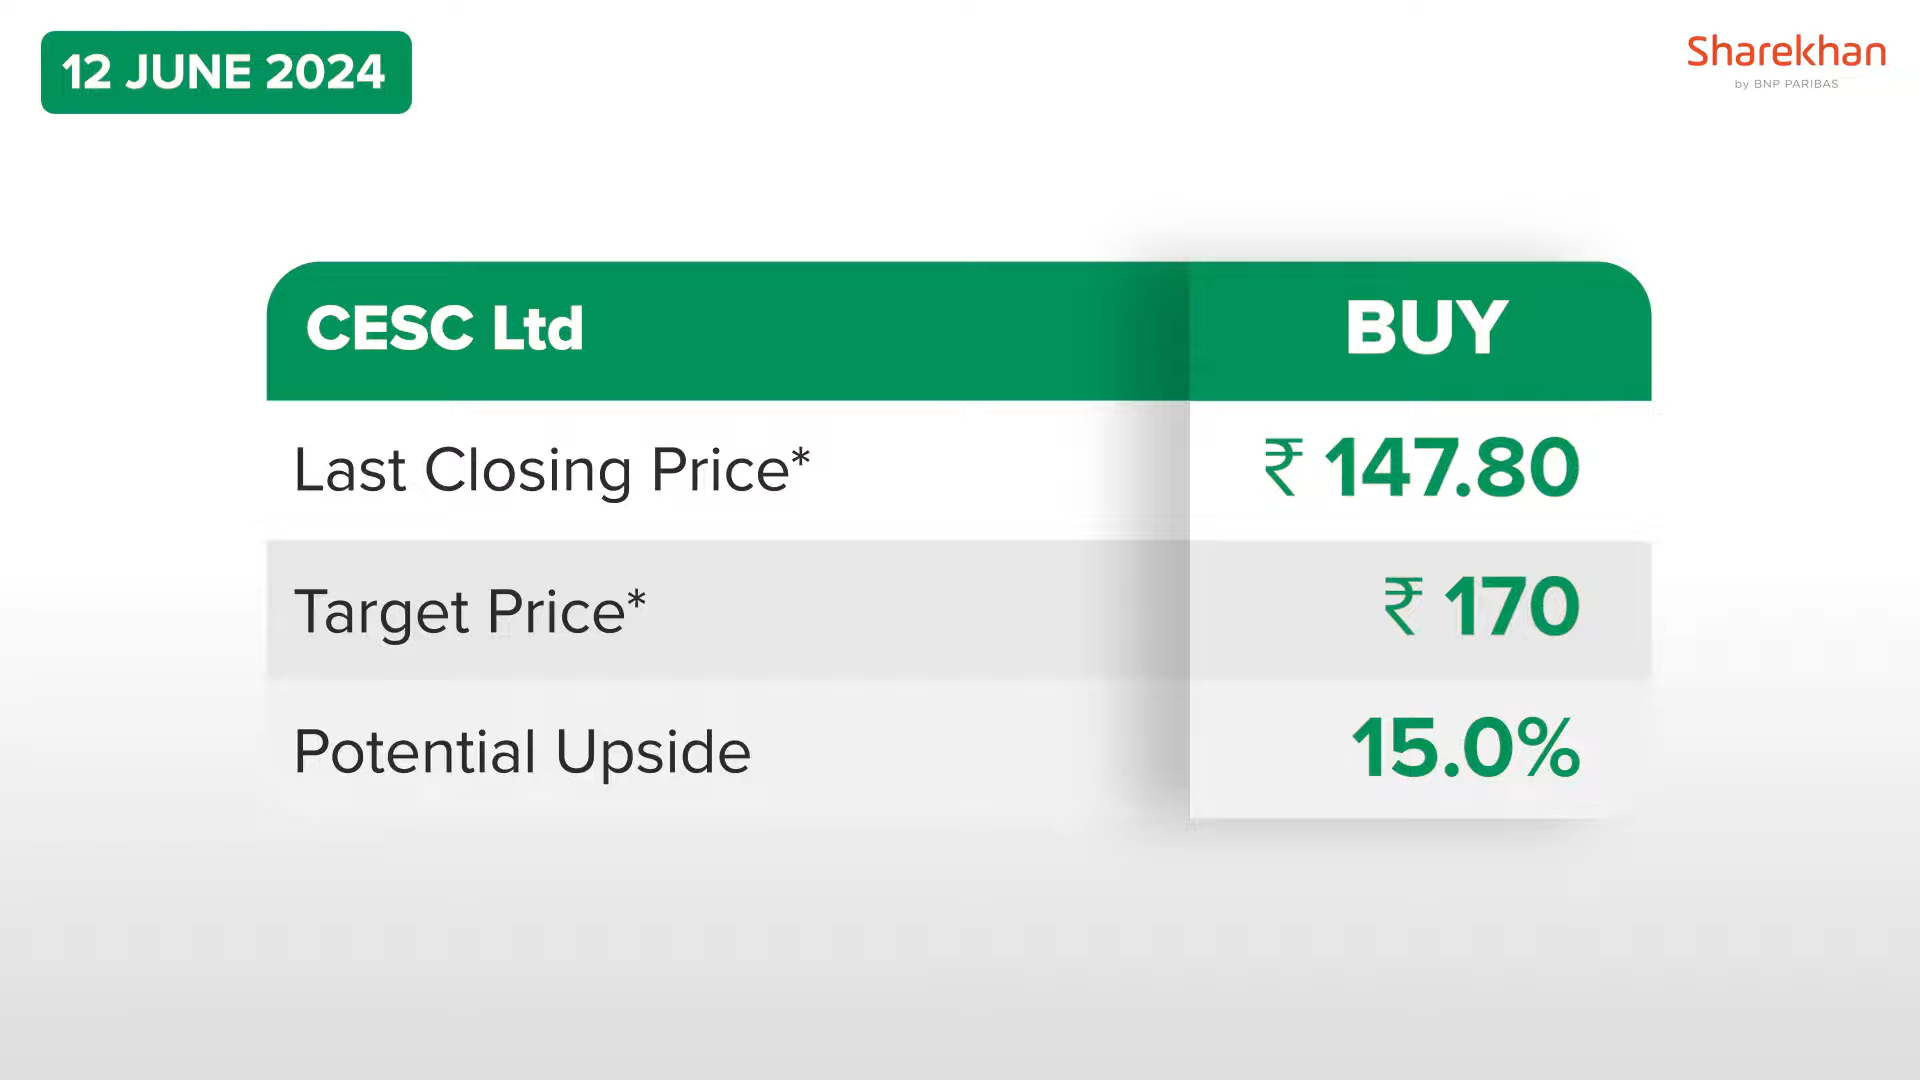 12 JUNE 2024
Sharekhan
by BNP PARIBAS
CESC Ltd BUY
Last Closing Price* ₹ 147.80
Target Price* ₹ 170
Potential Upside 15.0%